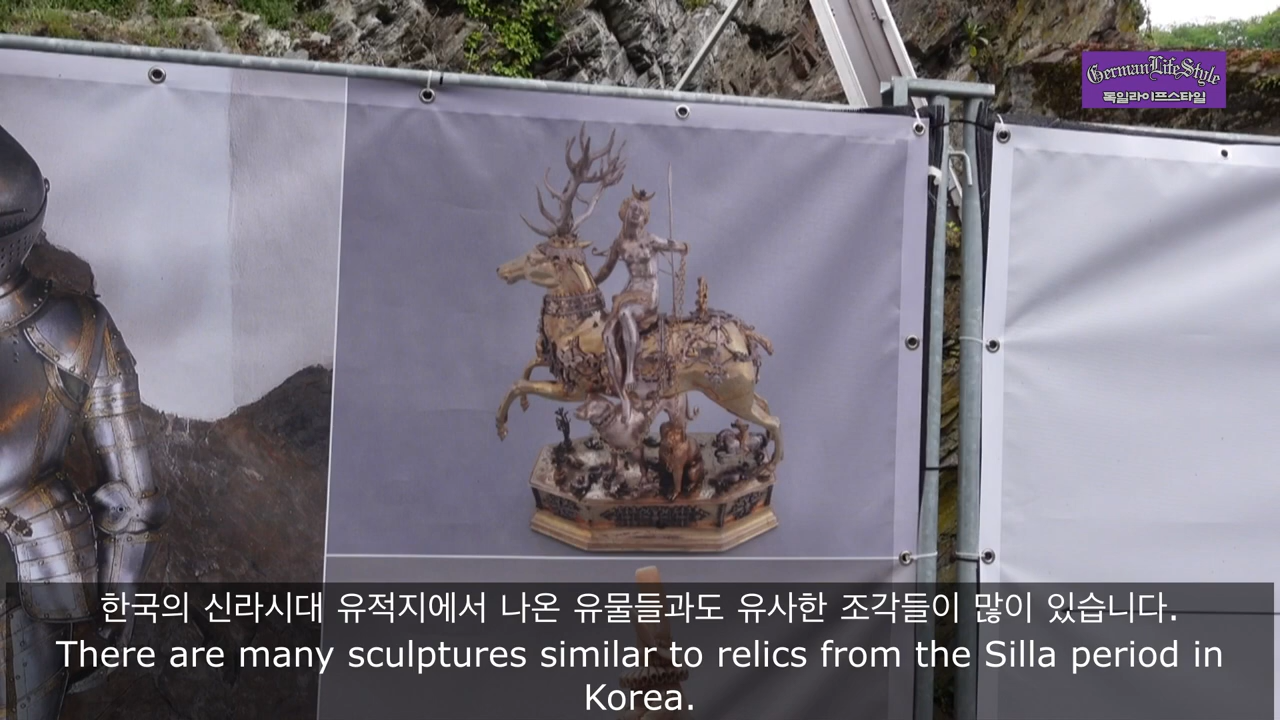 GermanLifeStyle
독일라이프스타일
한국의 신라시대 유적지에서 나온 유물들과도 유사한 조각들이 많이 있습니다.
There are many sculptures similar to relics from the Silla period in
Korea.